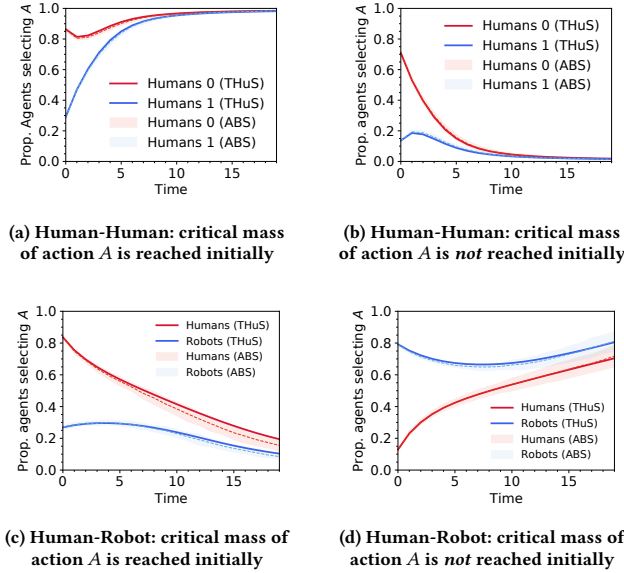 Prop. Agents selecting A
1.0
0.8
0.6
0.4
0.2
0.0
0
5
10
15
Time
Humans 0 (THuS)
Humans 1 (THuS)
Humans 0 (ABS)
Humans 1 (ABS)
(a) Human-Human: critical mass
of action A is reached initially
Prop. Agents selecting A
1.0
0.8
0.6
0.4
0.2
0.0
0
5
10
15
Time
Humans 0 (THuS)
Humans 1 (THuS)
Humans 0 (ABS)
Humans 1 (ABS)
(b) Human-Human: critical mass
of action A is not reached initially
Prop. agents selecting A
1.0
0.8
0.6
0.4
0.2
0.0
0
5
10
15
Time
Humans (THuS)
Robots (THuS)
Humans (ABS)
Robots (ABS)
(c) Human-Robot: critical mass of
action A is reached initially
Prop. agents selecting A
1.0
0.8
0.6
0.4
0.2
0.0
0
5
10
15
Time
Humans (THuS)
Robots (THuS)
Humans (ABS)
Robots (ABS)
(d) Human-Robot: critical mass of
action A is not reached initially